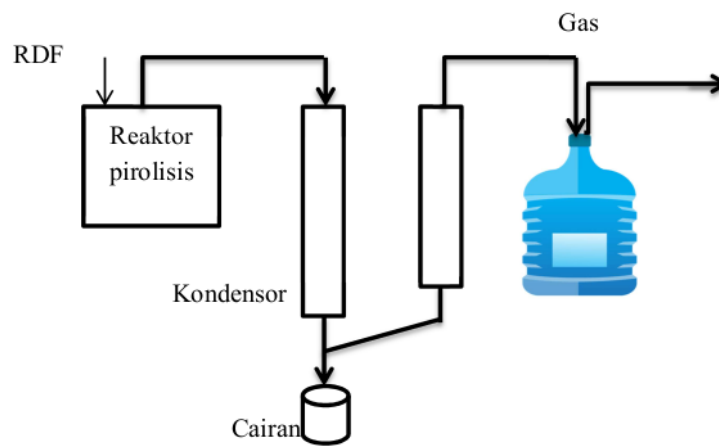 Gas
RDF
Reaktor
pirolisis
Kondensor
Cairan